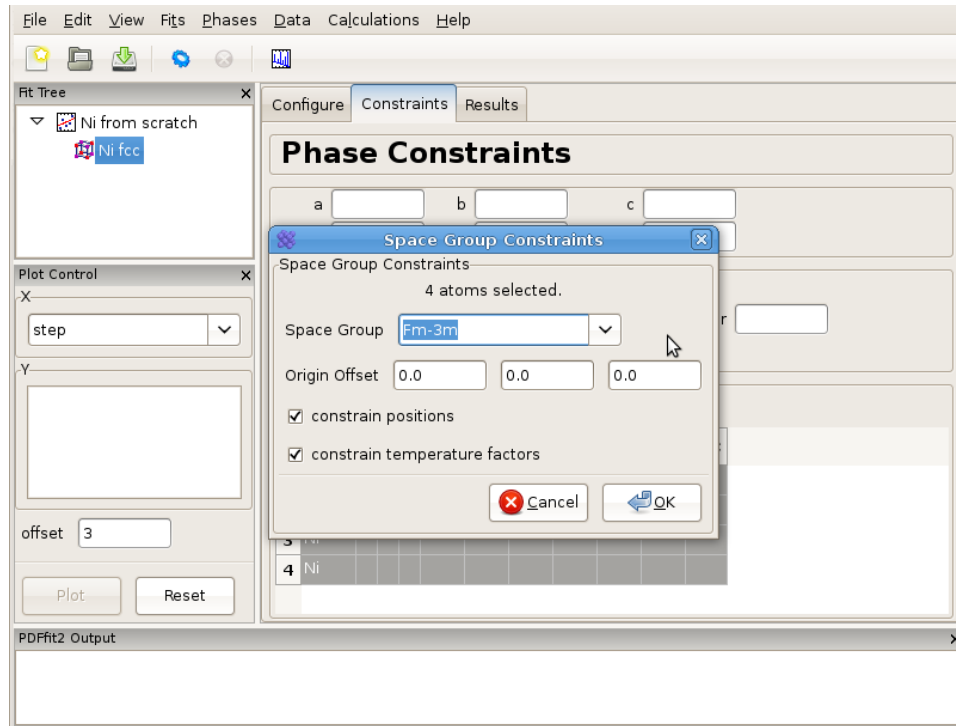 File Edit View Fits Phases Data Calculations Help
Fit Tree x
Ni from scratch
Ni fcc
Plot Control x
X
step
Y
offset 3
Plot Reset
Configure Constraints Results
Phase Constraints
a b c
r
Space Group Constraints
Space Group Constraints
4 atoms selected.
Space Group Fm-3m
Origin Offset 0.0 0.0 0.0
constrain positions
constrain temperature factors
Cancel OK
3 Ni
4 Ni
PDFfit2 Output x